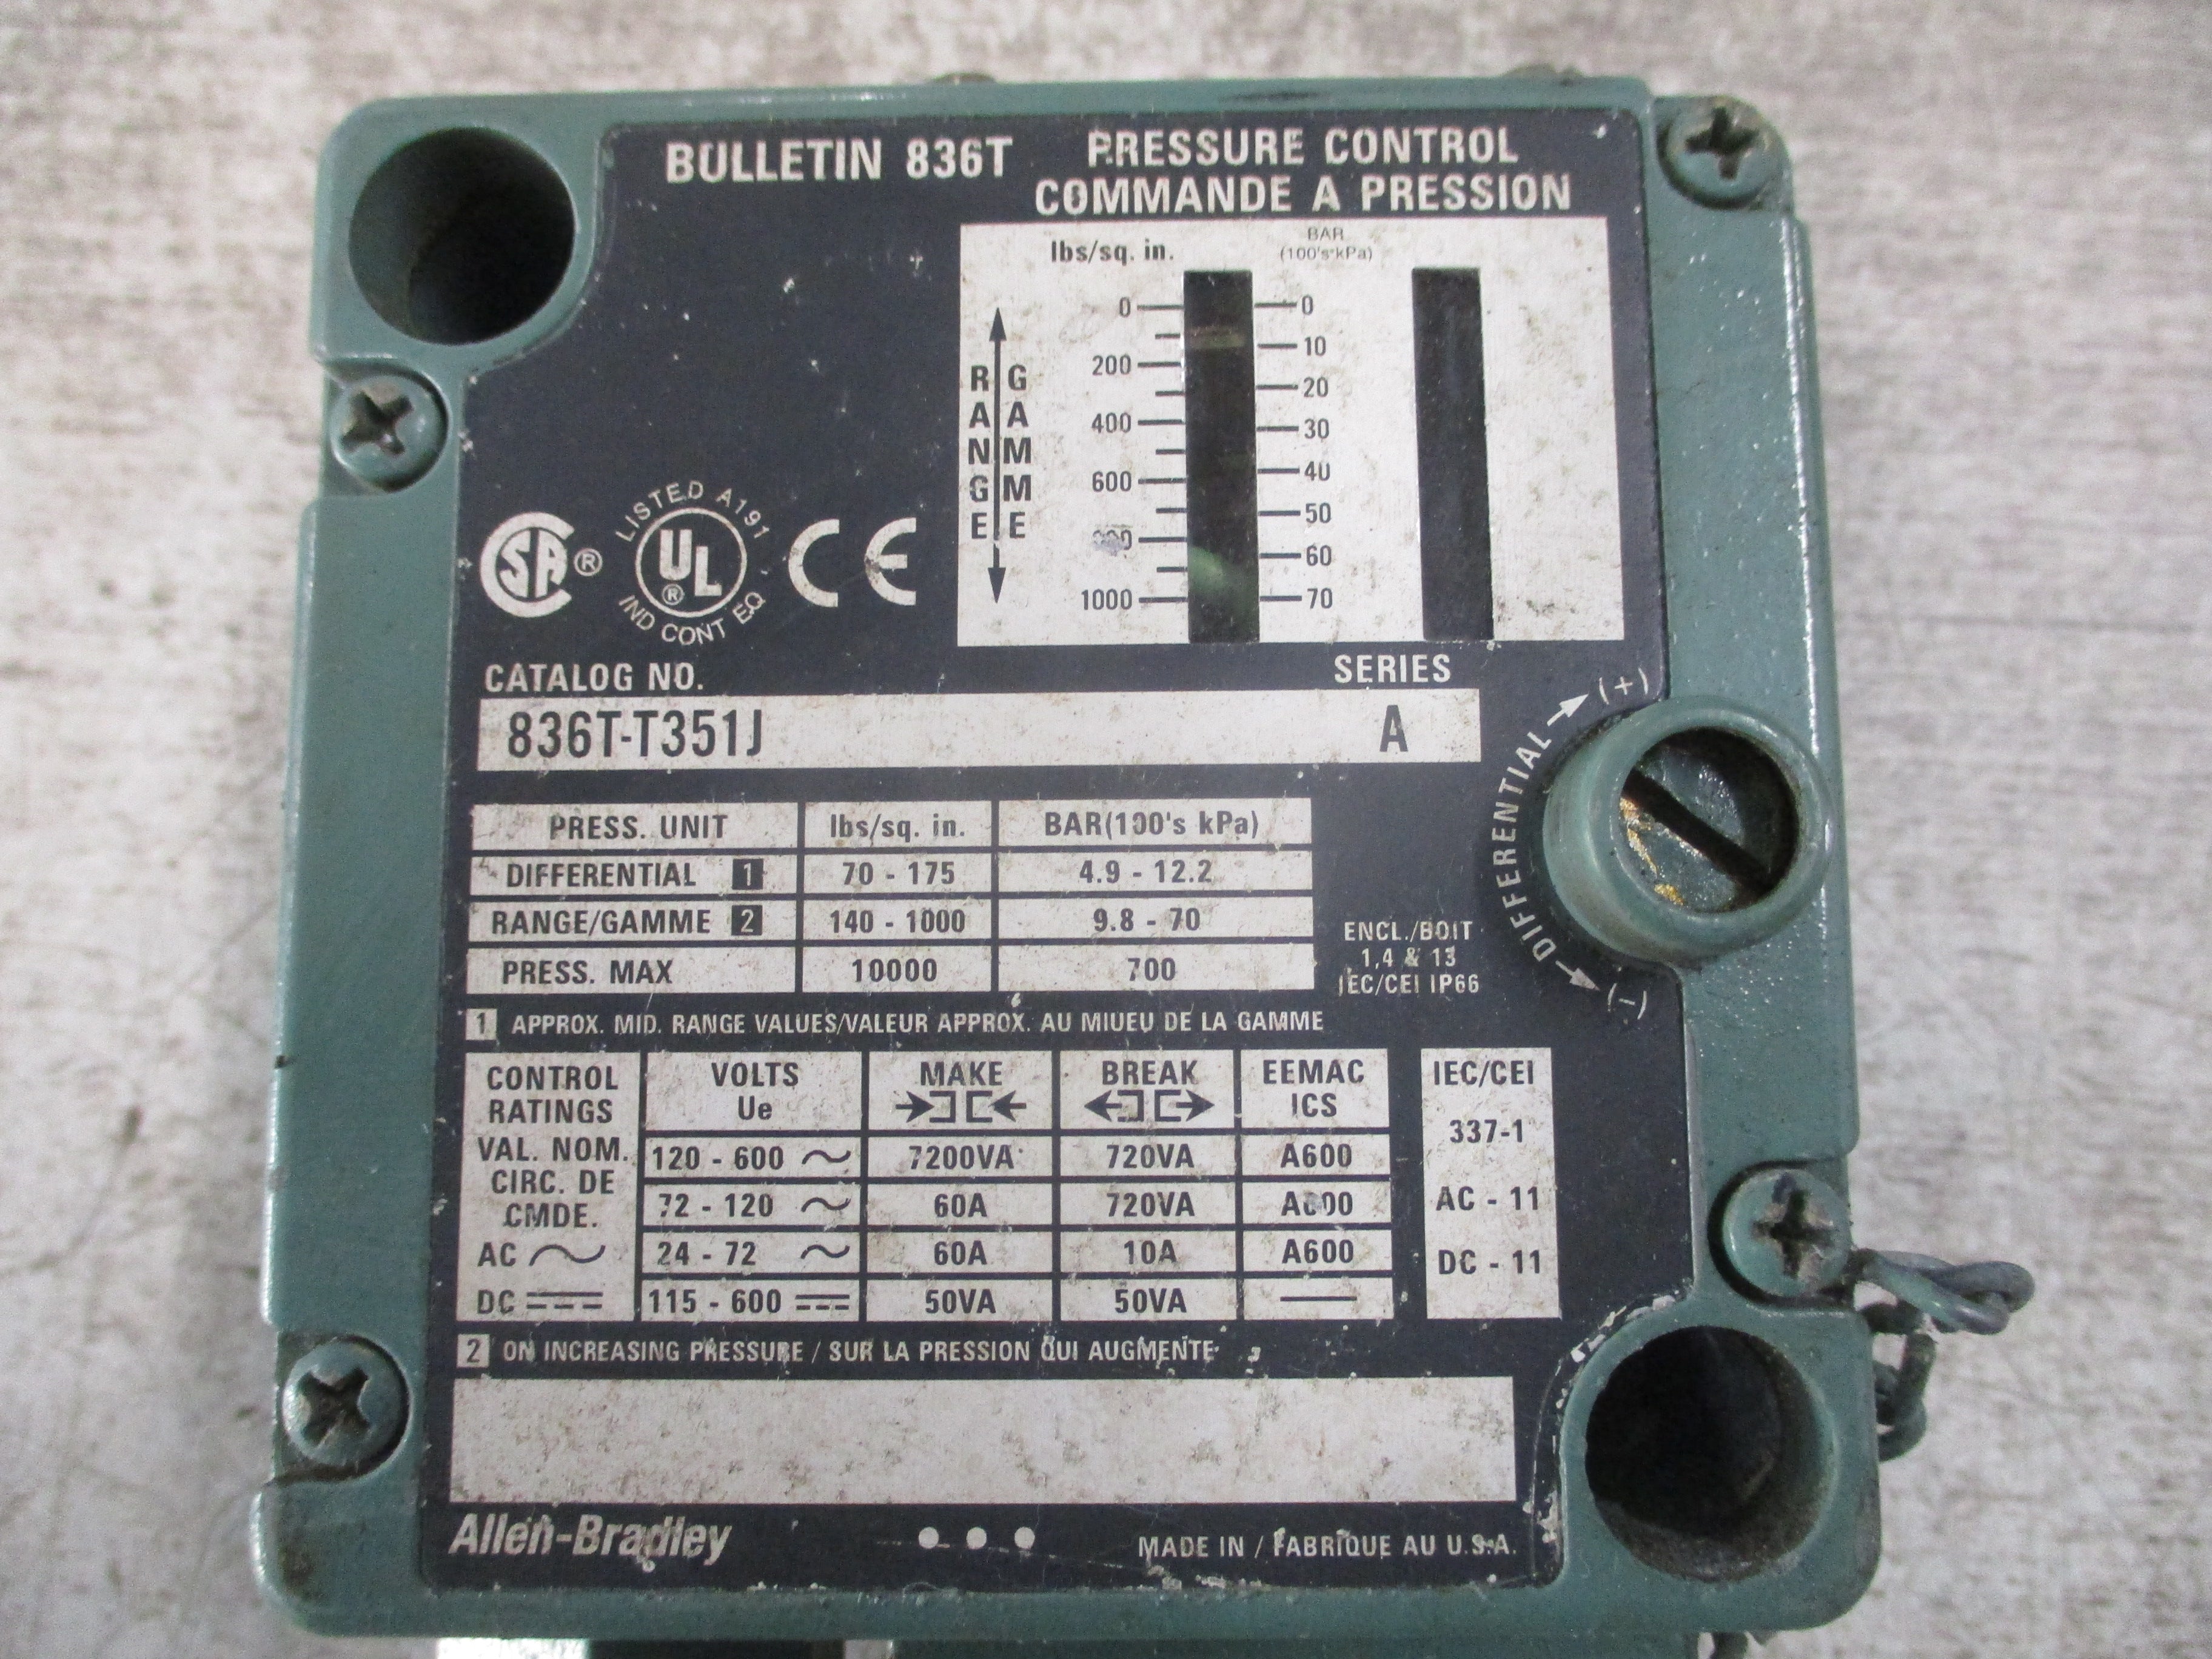 BULLETIN 836T
PRESSURE CONTROL
COMMANDE A PRESSION
lbs/sq. in.
BAR
(100's kPa)
RANGE
GAMME
0 0
10
200
20
400
30
40
600
50
60
1000 70
SA ®
LISTED A191
UL ®
IND CONT EQ
CE
CATALOG NO. SERIES
836T-T351J A
(+)
DIFFERENTIAL
(-)
PRESS. UNIT lbs/sq. in. BAR(100's kPa)
DIFFERENTIAL 1 70 - 175 4.9 - 12.2
RANGE/GAMME 2 140 - 1000 9.8 - 70
PRESS. MAX 10000 700
ENCL./BOIT
1,4 & 13
IEC/CEI IP66
1 APPROX. MID. RANGE VALUES/VALEUR APPROX. AU MIUEU DE LA GAMME
CONTROL RATINGS
VAL. NOM. CIRC. DE CMDE.
AC ～
DC ⎓
VOLTS Ue MAKE BREAK EEMAC ICS
120 - 600 ～ 7200VA 720VA A600
72 - 120 ～ 60A 720VA
24 - 72 ～ 60A 10A A600
115 - 600 ⎓ 50VA 50VA —
IEC/CEI
337-1
AC - 11
DC - 11
2 ON INCREASING PRESSURE / SUR LA PRESSION QUI AUGMENTE
Allen-Bradley
MADE IN / FABRIQUE AU U.S.A.